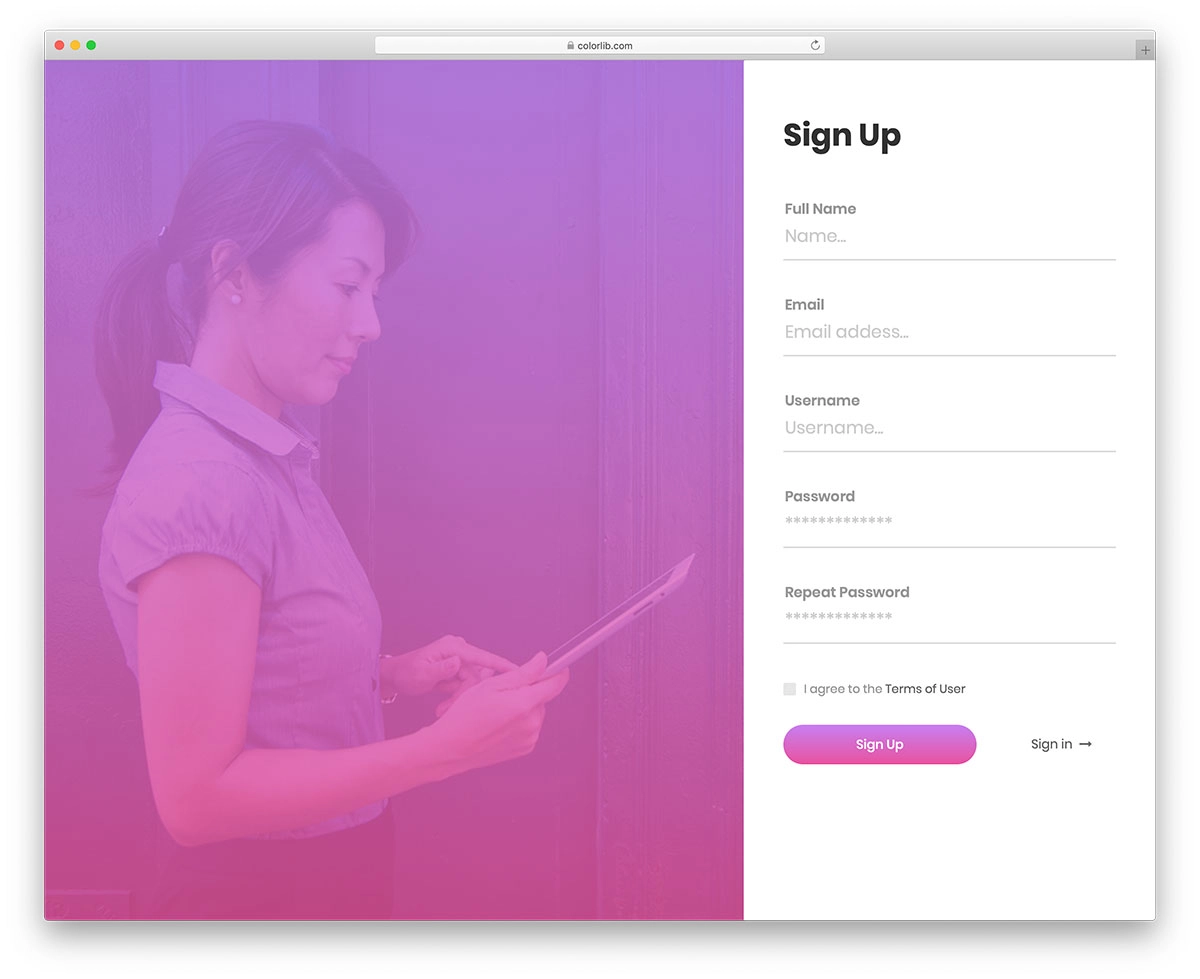 colorlib.com
Sign Up
Full Name
Name...
Email
Email addess...
Username
Username...
Password
*************
Repeat Password
*************
I agree to the Terms of User
Sign Up
Sign in →